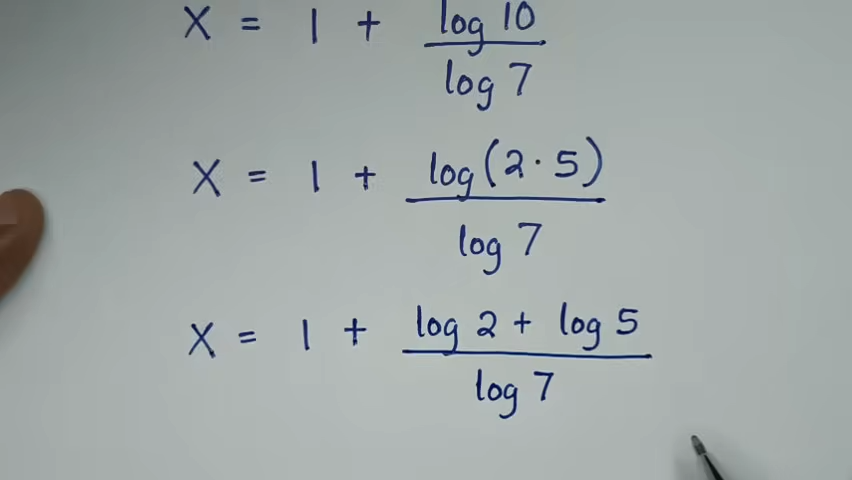 X = 1 + log 10 / log 7
X = 1 + log(2 · 5) / log 7
X = 1 + log 2 + log 5 / log 7